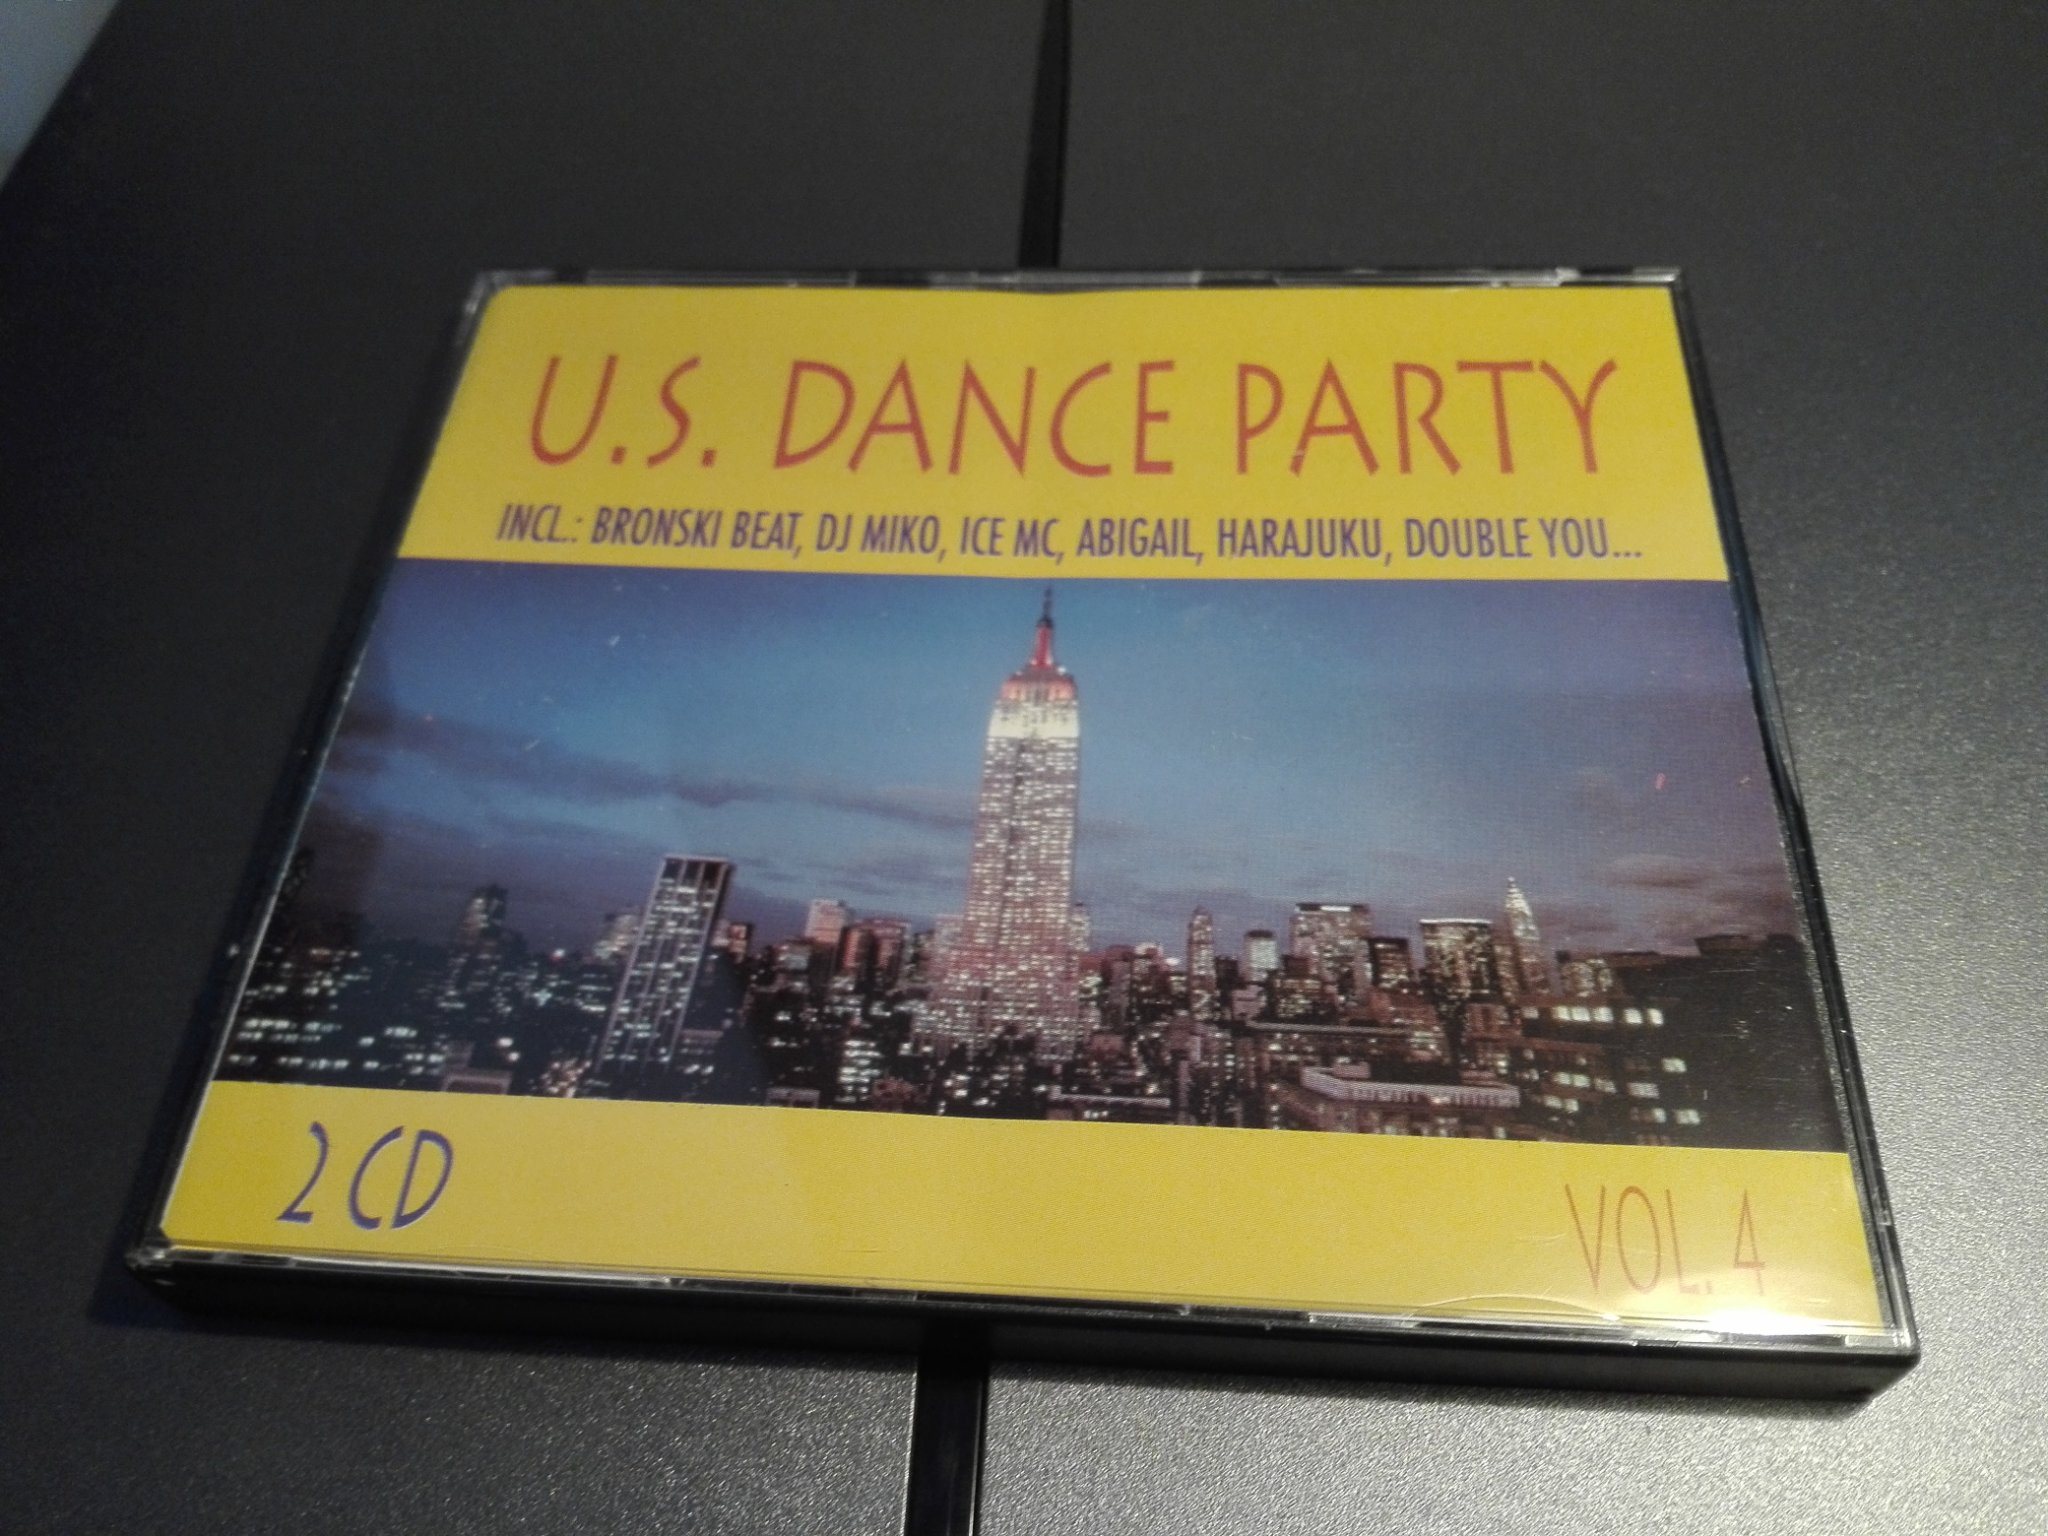 U.S. DANCE PARTY
INCL.: BRONSKI BEAT, DJ MIKO, ICE MC, ABIGAIL, HARAJUKU, DOUBLE YOU...
2 CD
VOL. 4